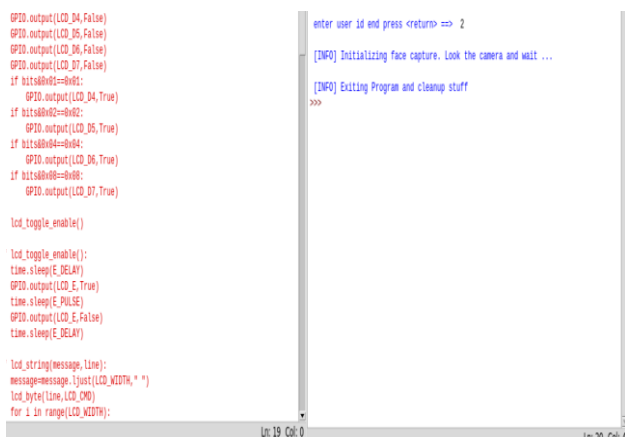 GPIO.output(LCD_D4,False)
GPIO.output(LCD_D5,False)
GPIO.output(LCD_D6,False)
GPIO.output(LCD_D7,False)
if bits&0x01==0x01:
    GPIO.output(LCD_D4,True)
if bits&0x02==0x02:
    GPIO.output(LCD_D5,True)
if bits&0x04==0x04:
    GPIO.output(LCD_D6,True)
if bits&0x08==0x08:
    GPIO.output(LCD_D7,True)
lcd_toggle_enable()
lcd_toggle_enable():
time.sleep(E_DELAY)
GPIO.output(LCD_E,True)
time.sleep(E_PULSE)
GPIO.output(LCD_E,False)
time.sleep(E_DELAY)
lcd_string(message,line):
message=message.ljust(LCD_WIDTH," ")
lcd_byte(line,LCD_CMD)
for i in range(LCD_WIDTH):
Ln: 19 Col: 0
enter user id end press <return> ==>  2
[INFO] Initializing face capture. Look the camera and wait ...
[INFO] Exiting Program and cleanup stuff
>>>